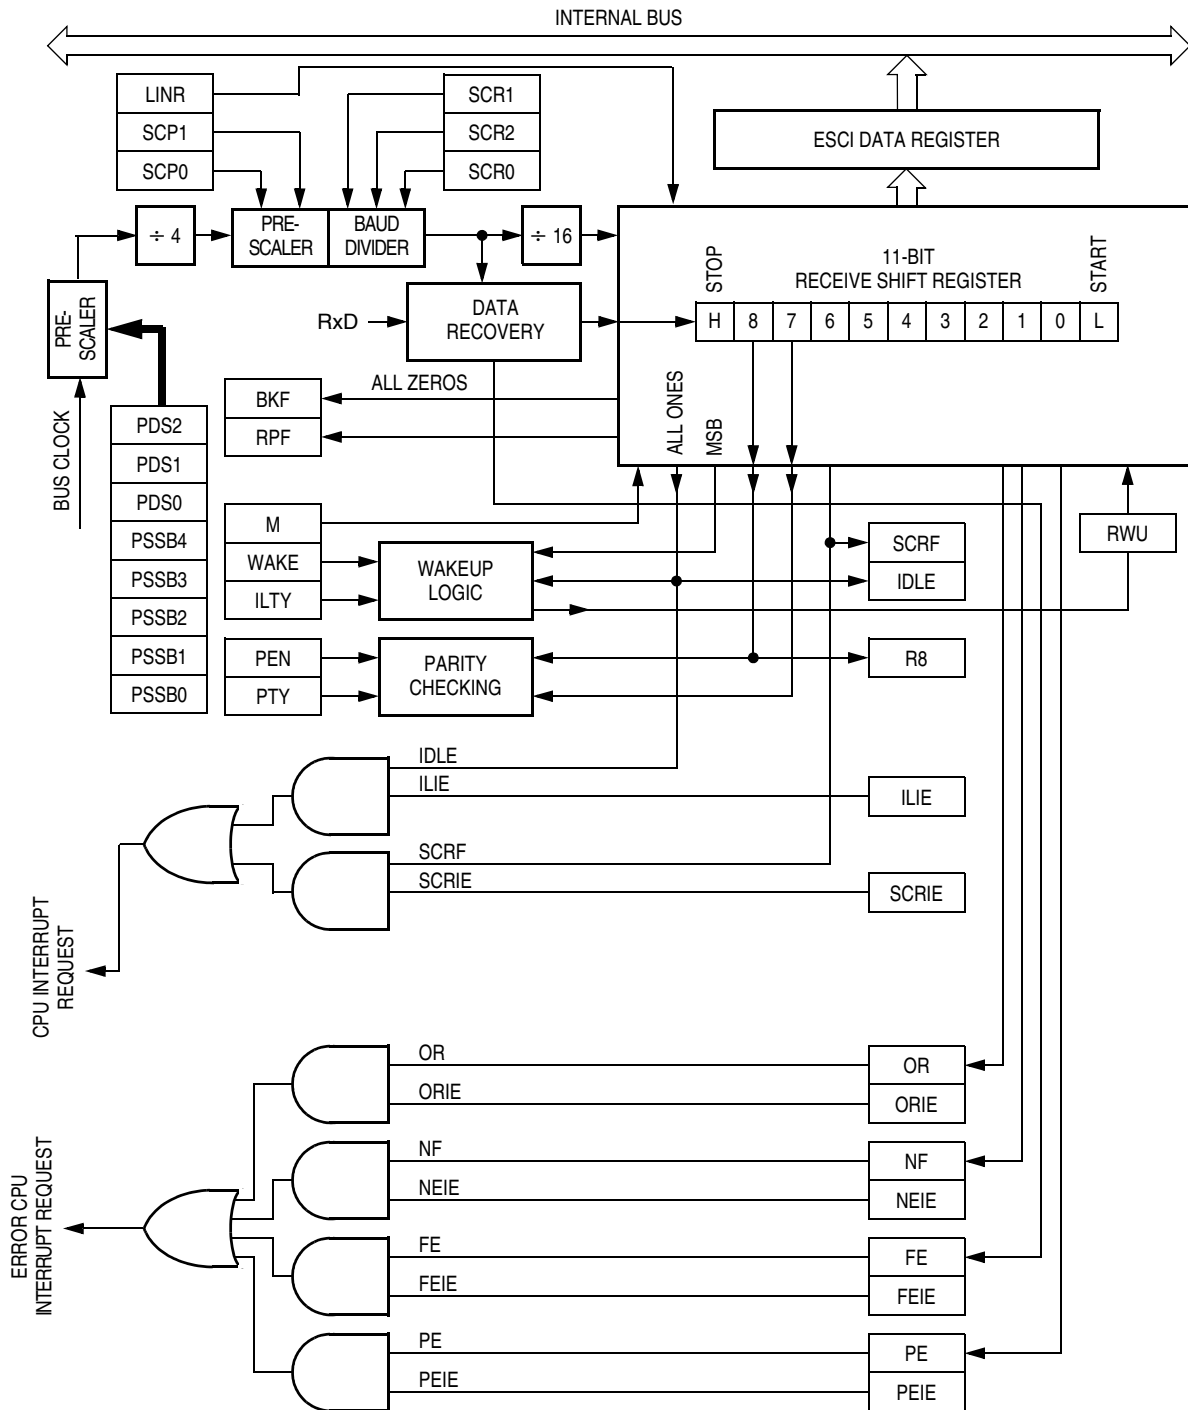 INTERNAL BUS
LINR
SCP1
SCP0
SCR1
SCR2
SCR0
ESCI DATA REGISTER
÷ 4
PRE-
SCALER
BAUD
DIVIDER
÷ 16
PRE-
SCALER
BUS CLOCK
RxD
DATA
RECOVERY
STOP
11-BIT
RECEIVE SHIFT REGISTER
START
H
8
7
6
5
4
3
2
1
0
L
ALL ZEROS
BKF
RPF
ALL ONES
MSB
PDS2
PDS1
PDS0
PSSB4
PSSB3
PSSB2
PSSB1
PSSB0
M
WAKE
ILTY
WAKEUP
LOGIC
SCRF
IDLE
RWU
PEN
PTY
PARITY
CHECKING
R8
IDLE
ILIE
ILIE
SCRF
SCRIE
SCRIE
CPU INTERRUPT
REQUEST
OR
ORIE
OR
ORIE
NF
NEIE
NF
NEIE
FE
FEIE
FE
FEIE
PE
PEIE
PE
PEIE
ERROR CPU
INTERRUPT REQUEST